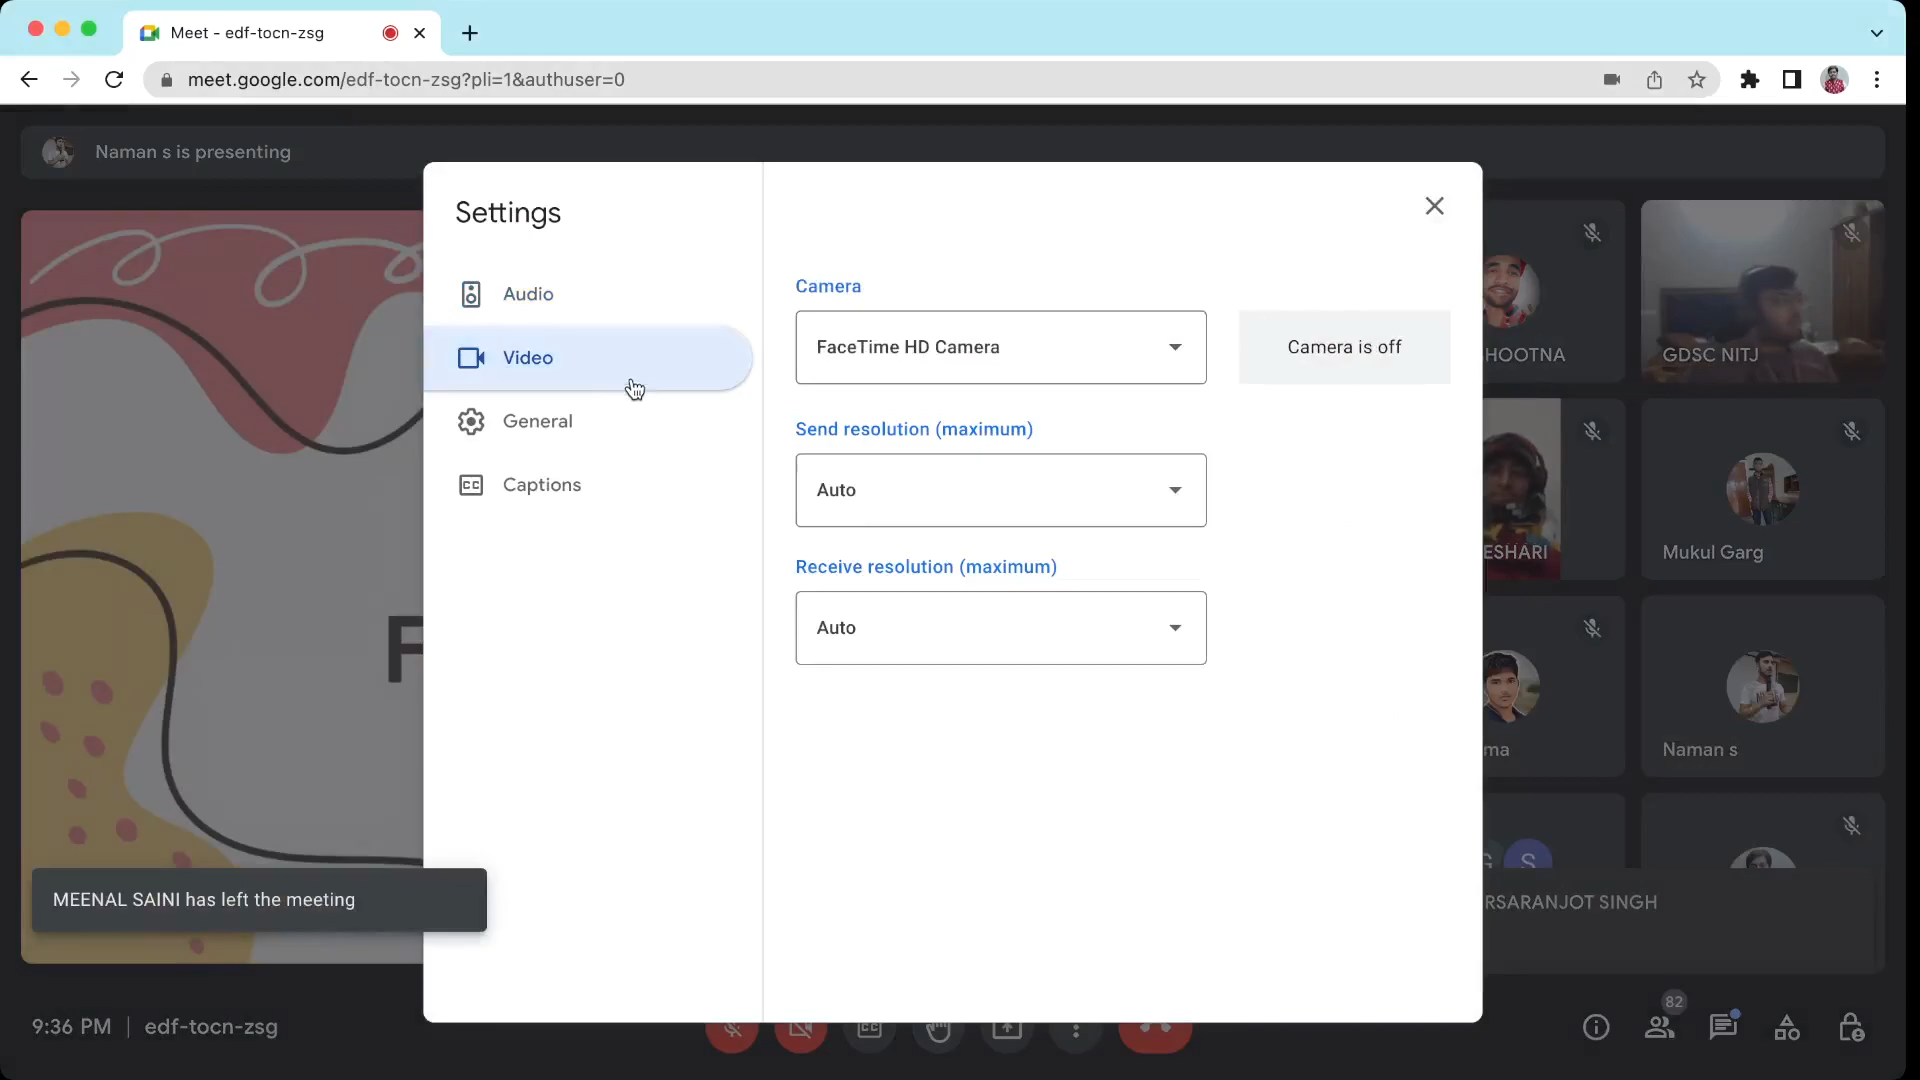 Meet - edf-tocn-zsg
meet.google.com/edf-tocn-zsg?pli=1&authuser=0
Naman s is presenting
Settings
Audio
Video
General
Captions
Camera
FaceTime HD Camera
Camera is off
Send resolution (maximum)
Auto
Receive resolution (maximum)
Auto
HOOTNA
GDSC NITJ
ESHARI
Mukul Garg
ma
Naman s
G
S
RSARANJOT SINGH
F
MEENAL SAINI has left the meeting
9:36 PM | edf-tocn-zsg
CC
CC
82